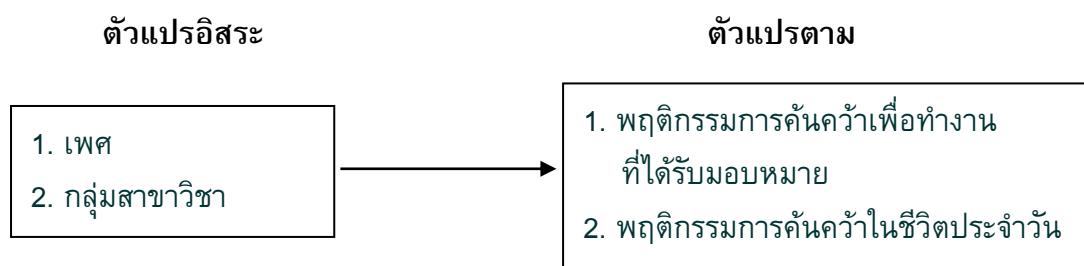 ตัวแปรอิสระ
ตัวแปรตาม
1. เพศ
2. กลุ่มสาขาวิชา
1. พฤติกรรมการค้นคว้าเพื่อทำงาน
ที่ได้รับมอบหมาย
2. พฤติกรรมการค้นคว้าในชีวิตประจำวัน